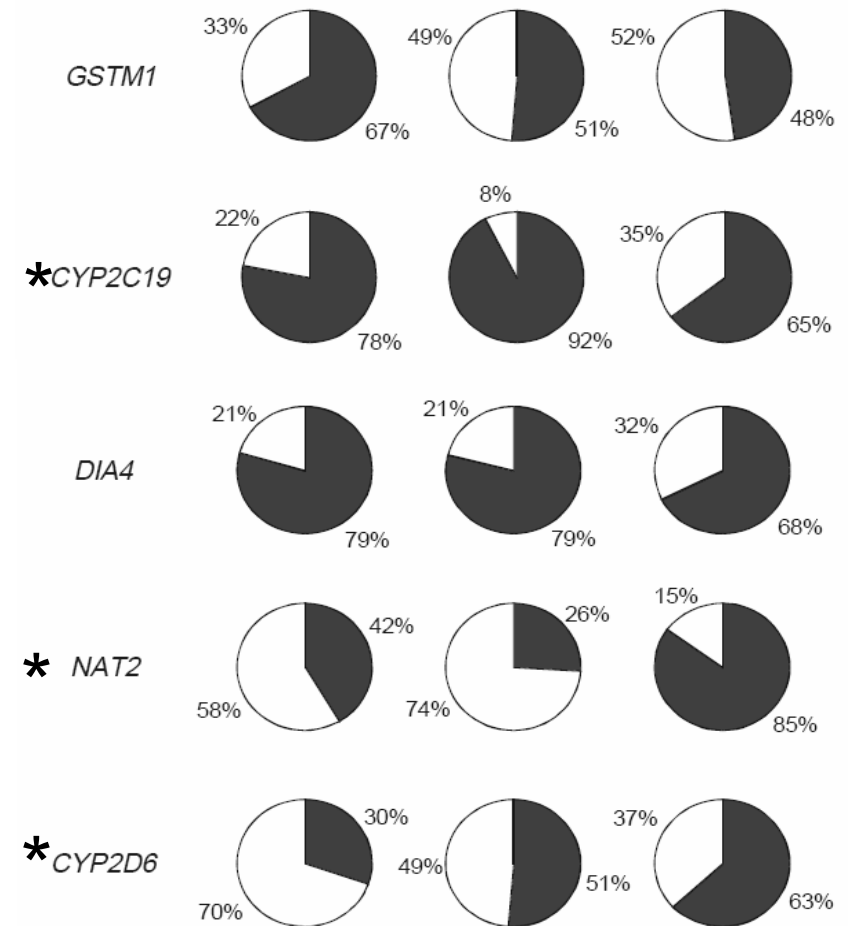 33% 49% 52%
GSTM1
67% 51% 48%
22% 8% 35%
*CYP2C19
78% 92% 65%
21% 21% 32%
DIA4
79% 79% 68%
42% 26% 15%
* NAT2
58% 74% 85%
30% 37%
*CYP2D6 49% 51%
70% 63%